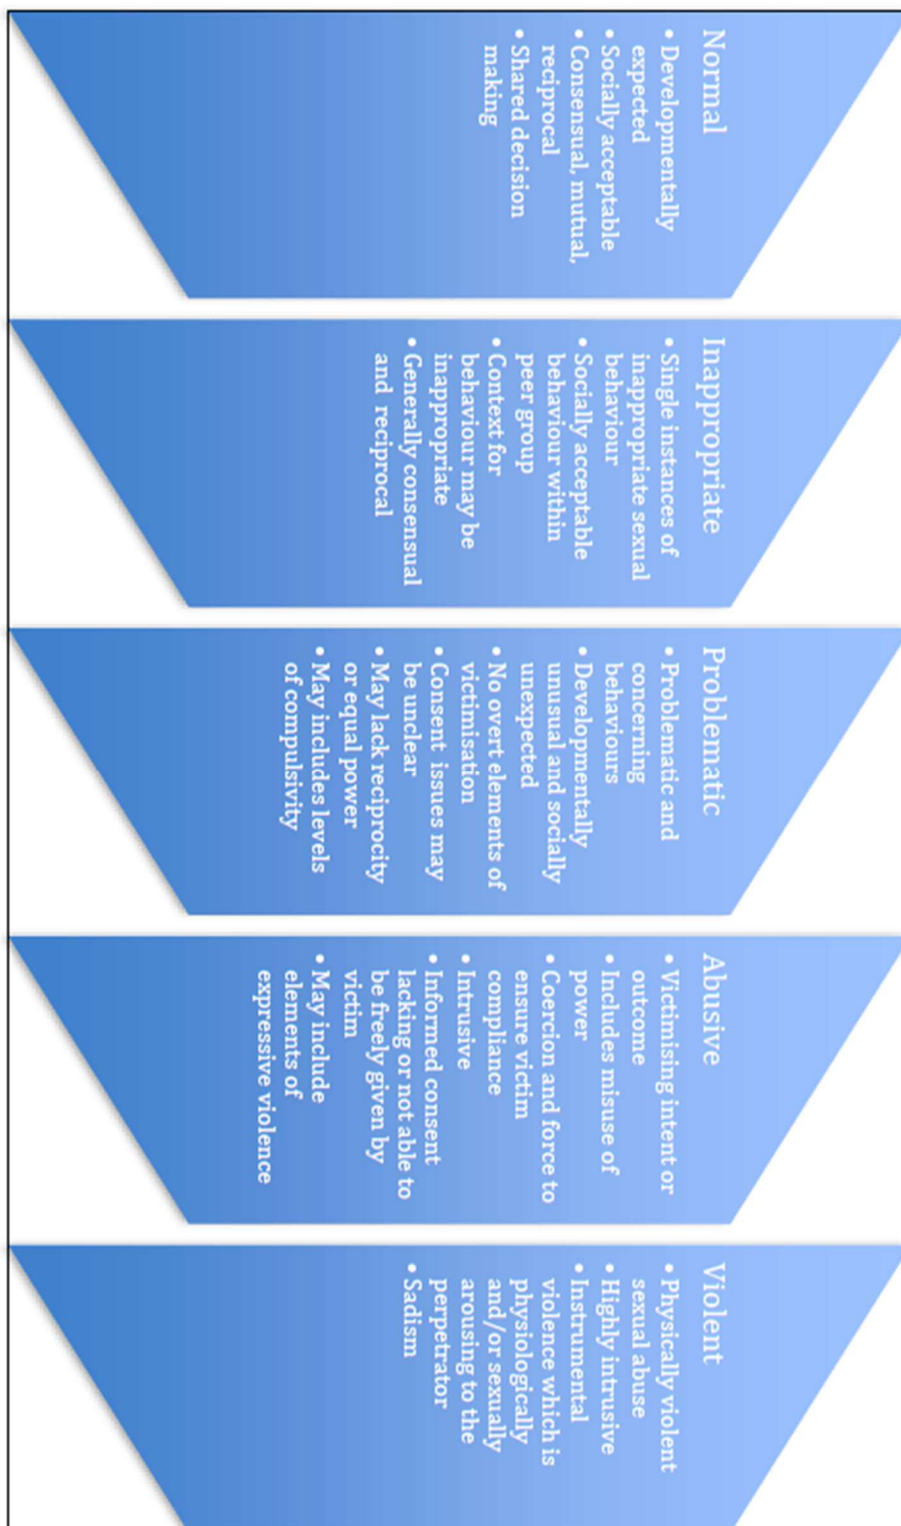 Normal
• Developmentally
expected
• Socially acceptable
• Consensual, mutual,
reciprocal
• Shared decision
making
Inappropriate
• Single instances of
inappropriate sexual
behaviour
• Socially acceptable
behaviour within
peer group
• Context for
behaviour may be
inappropriate
• Generally consensual
and reciprocal
Problematic
• Problematic and
concerning
behaviours
• Developmentally
unusual and socially
unexpected
• No overt elements of
victimisation
• Consent issues may
be unclear
• May lack reciprocity
or equal power
• May includes levels
of compulsivity
Abusive
• Victimising intent or
outcome
• Includes misuse of
power
• Coercion and force to
ensure victim
compliance
• Intrusive
• Informed consent
lacking or not able to
be freely given by
victim
• May include
elements of
expressive violence
Violent
• Physically violent
sexual abuse
• Highly intrusive
• Instrumental
violence which is
physiologically
and/or sexually
arousing to the
perpetrator
• Sadism